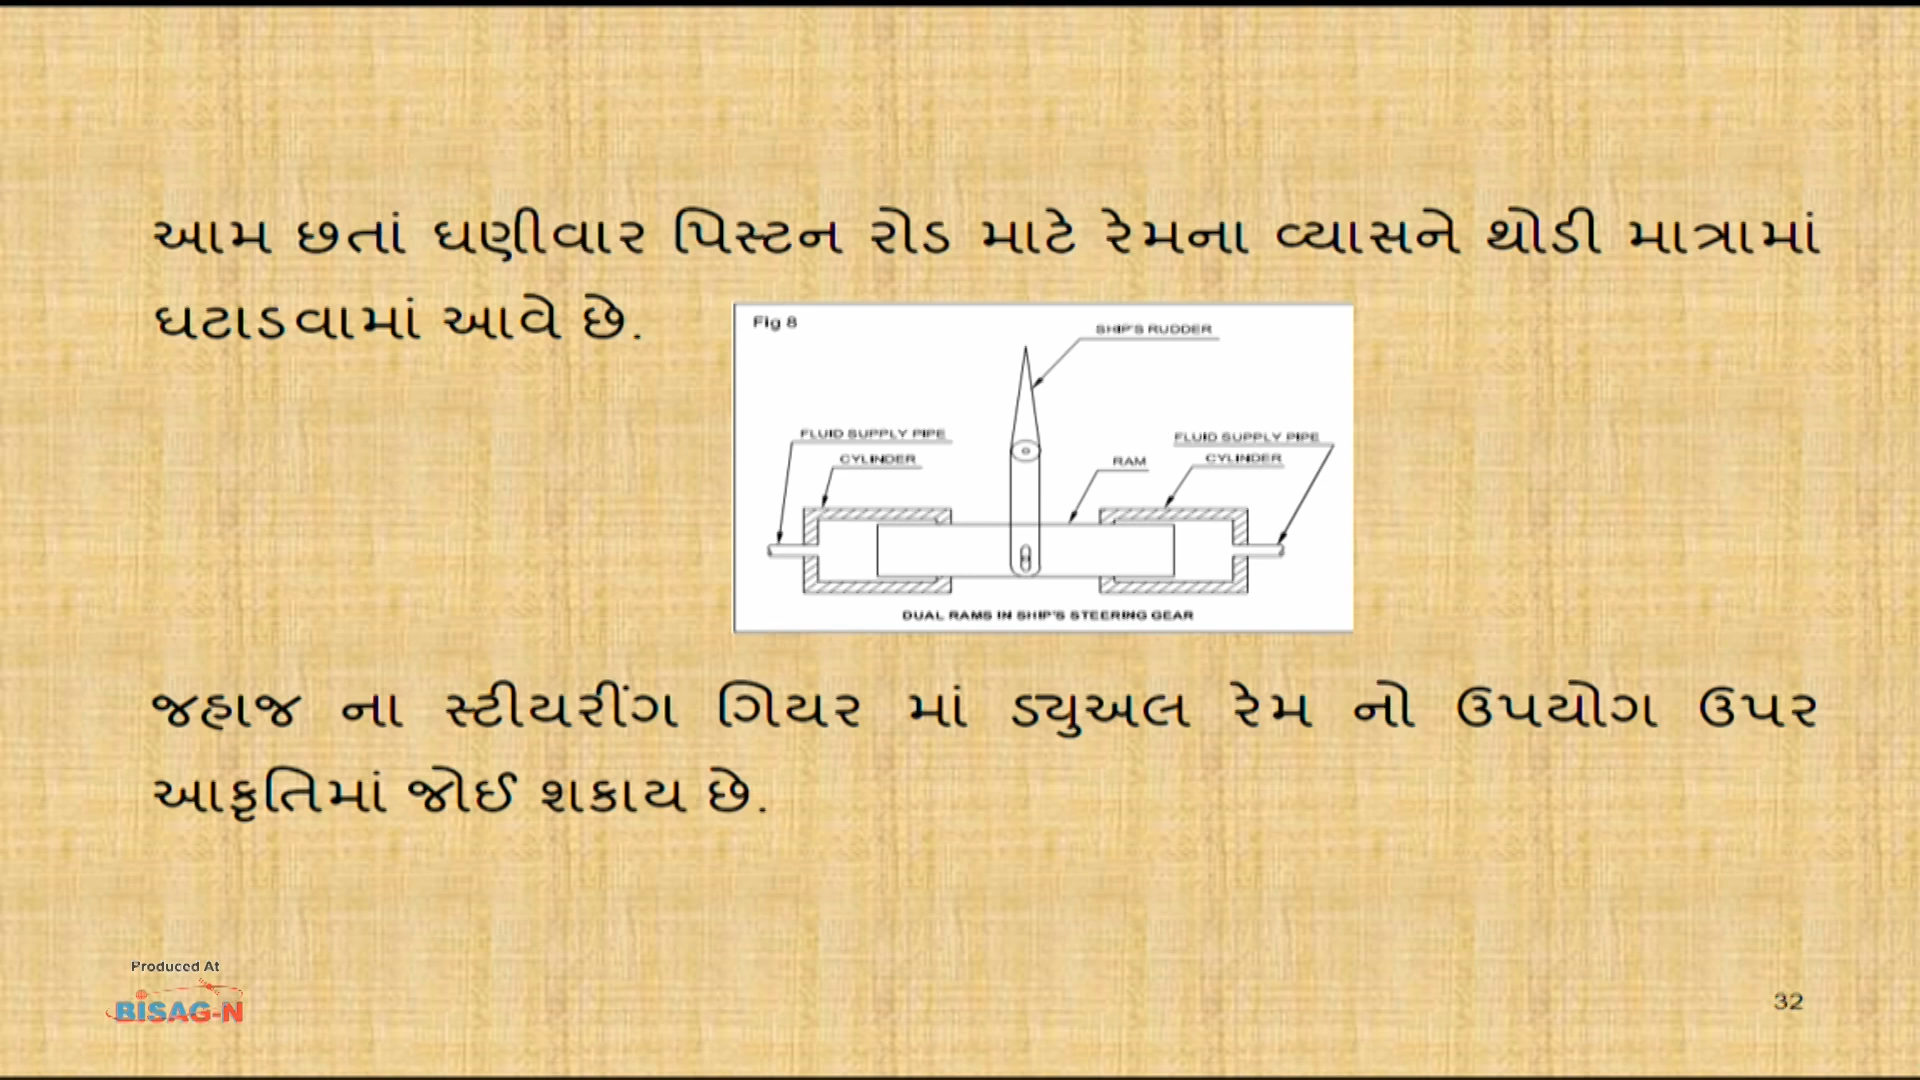 આમ છતાં ઘણીવાર પિસ્ટન રોડ માટે રેમના વ્યાસને થોડી માત્રામાં
ઘટાડવામાં આવે છે.
Fig 8
SHIP'S RUDDER
FLUID SUPPLY PIPE
FLUID SUPPLY PIPE
CYLINDER
RAM
CYLINDER
DUAL RAMS IN SHIP'S STEERING GEAR
જહાજ ના સ્ટીયરીંગ ગિયર માં ડ્યુઅલ રેમ નો ઉપયોગ ઉપર
આકૃતિમાં જોઈ શકાય છે.
Produced At
BISAG-N
32